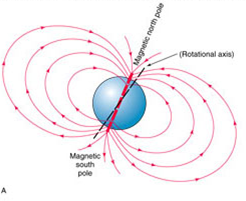 Magnetic north pole
(Rotational axis)
Magnetic
south
pole
A